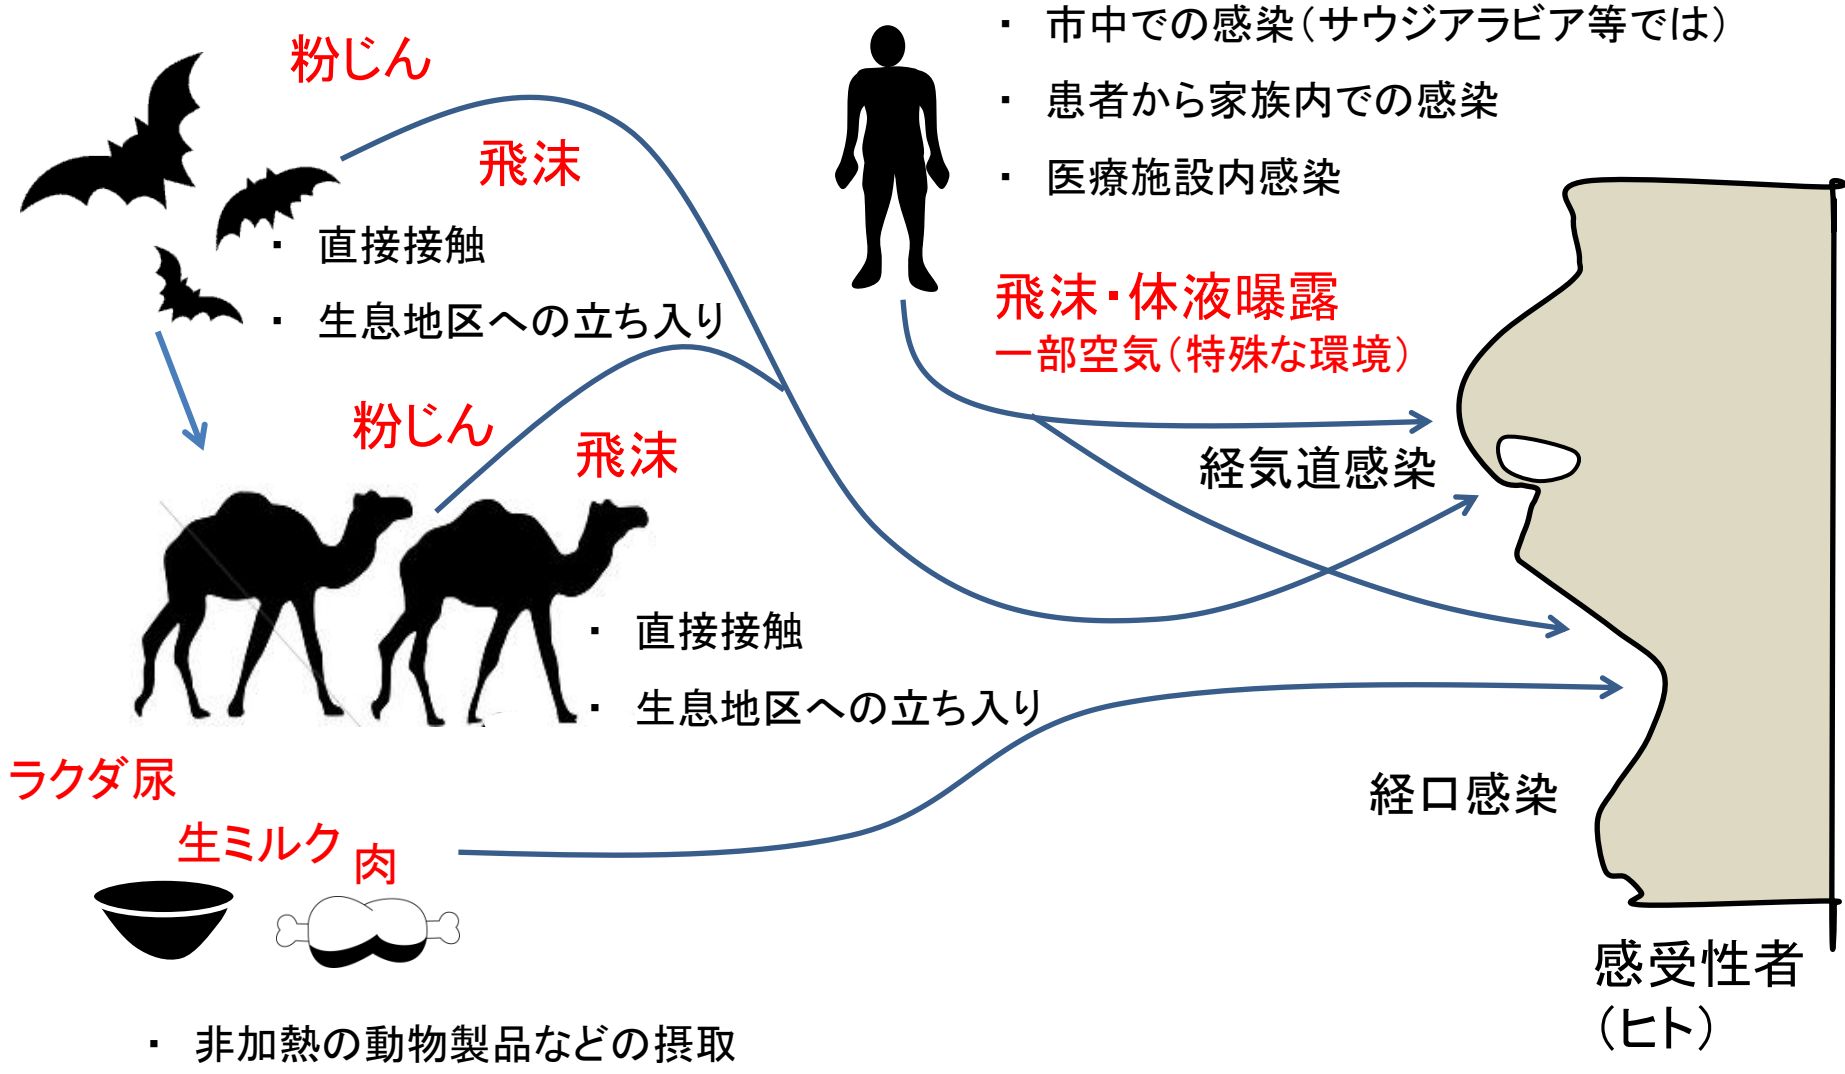 粉じん
飛沫
・ 直接接触
・ 生息地区への立ち入り
・ 市中での感染（サウジアラビア等では）
・ 患者から家族内での感染
・ 医療施設内感染
飛沫・体液曝露
一部空気（特殊な環境）
粉じん
飛沫
経気道感染
・ 直接接触
・ 生息地区への立ち入り
ラクダ尿
生ミルク
肉
経口感染
・ 非加熱の動物製品などの摂取
感受性者
（ヒト）